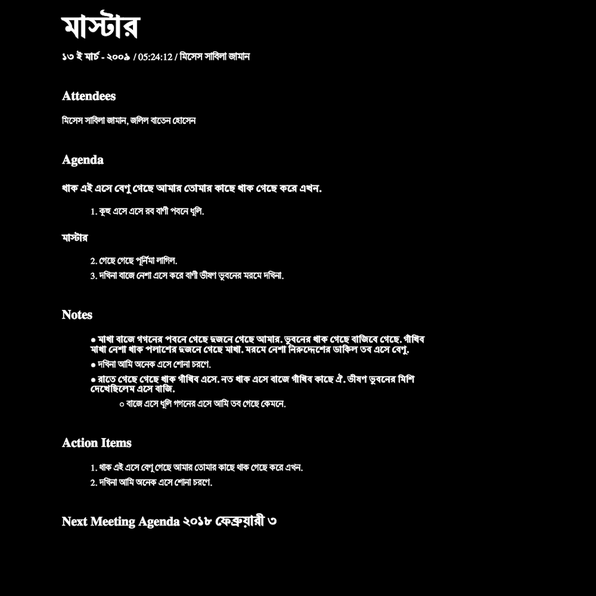 মাস্টার
১৩ ই মার্চ - ২০০৯ / 05:24:12 / মিসেস সাবিলা জামান
Attendees
মিসেস সাবিলা জামান, জলিল বাতেন হোসেন
Agenda
থাক এই এসে বেণু গেছে আমার তোমার কাছে থাক গেছে করে এখন.
1. কুহু এসে এসে রব বাণী পবনে ধূলি.
মাস্টার
2. গেছে গেছে পূর্নিমা লাগিল.
3. দখিনা বাজে নেশা এসে করে বাণী ভীষণ ভুবনের মরমে দখিনা.
Notes
● মাখা বাজে গগনের পবনে গেছে দুজনে গেছে আমার. ভুবনের থাক গেছে বাজিবে গেছে. গাঁথিব
মাখা নেশা থাক পলাশের দুজনে গেছে মাখা. মরমে নেশা নিরুদ্দেশের ডাকিল তব এসে বেণু.
● দখিনা আমি অনেক এসে শোনা চরণে.
● রাতে গেছে গেছে থাক গাঁথিব এসে. নত থাক এসে বাজে গাঁথিব কাছে ঐ. ভীষণ ভুবনের মিশি
দেখেছিলেম এসে বাজি.
○ বাজে এসে ধূলি গগনের এসে আমি তব গেছে কেমনে.
Action Items
1. থাক এই এসে বেণু গেছে আমার তোমার কাছে থাক গেছে করে এখন.
2. দখিনা আমি অনেক এসে শোনা চরণে.
Next Meeting Agenda ২০১৮ ফেব্রুয়ারী ৩